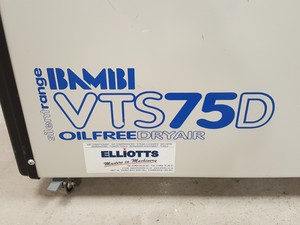 silentrange
BAMBI
VTS75D
OILFREEDRYAIR
ELLIOTTS
Masters in Machinery